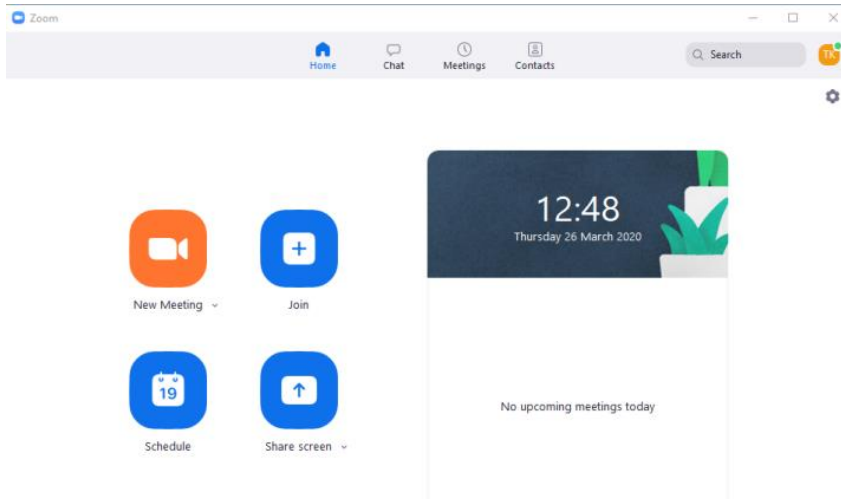 Zoom
Home Chat Meetings Contacts
Search
TK
12:48
Thursday 26 March 2020
New Meeting
Join
19
Schedule
Share screen
No upcoming meetings today